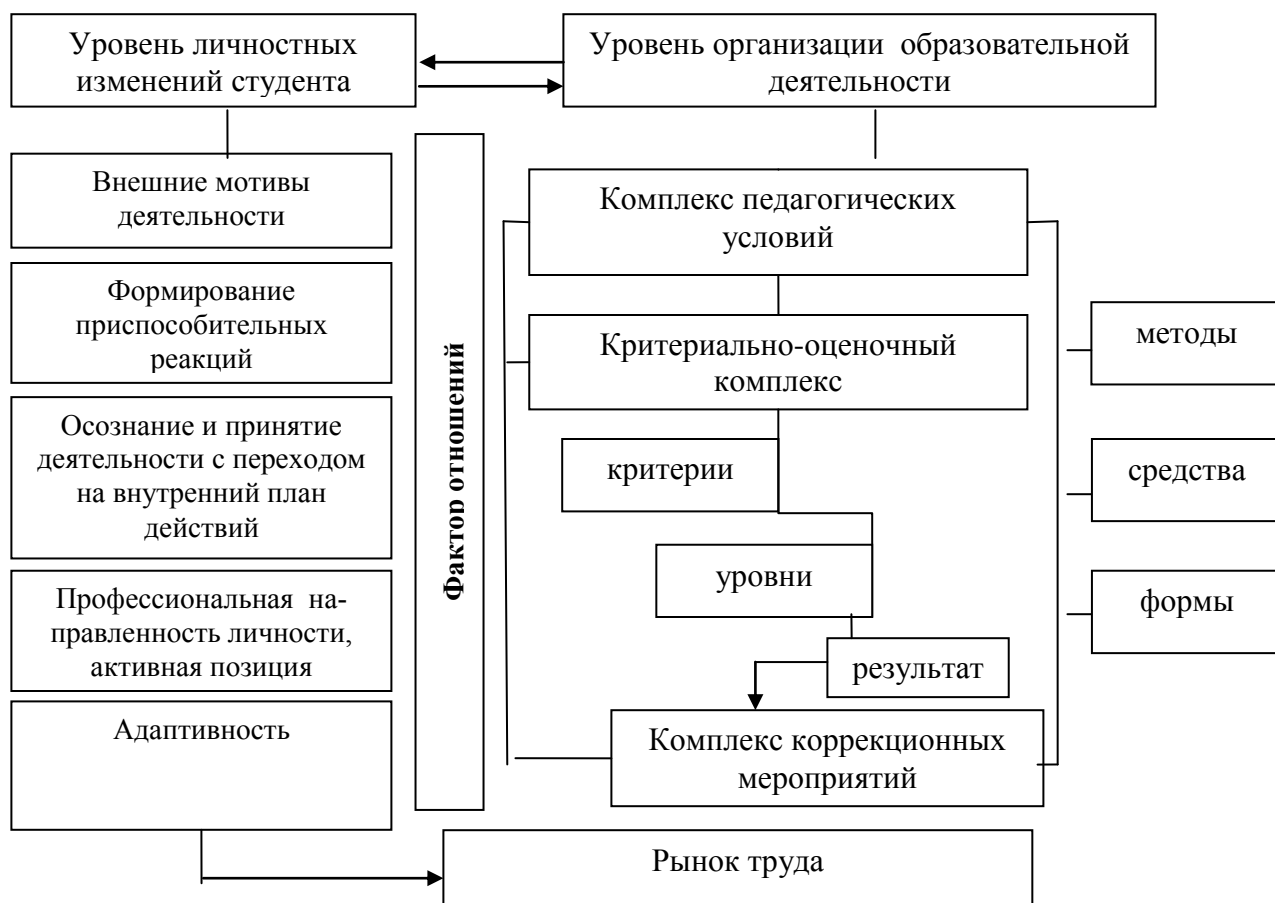 Уровень личностных
изменений студента
Уровень организации образовательной
деятельности
Внешние мотивы
деятельности
Формирование
приспособительных
реакций
Осознание и принятие
деятельности с переходом
на внутренний план
действий
Профессиональная на-
правленность личности,
активная позиция
Адаптивность
Фактор отношений
Комплекс педагогических
условий
Критериально-оценочный
комплекс
критерии
уровни
результат
Комплекс коррекционных
мероприятий
методы
средства
формы
Рынок труда